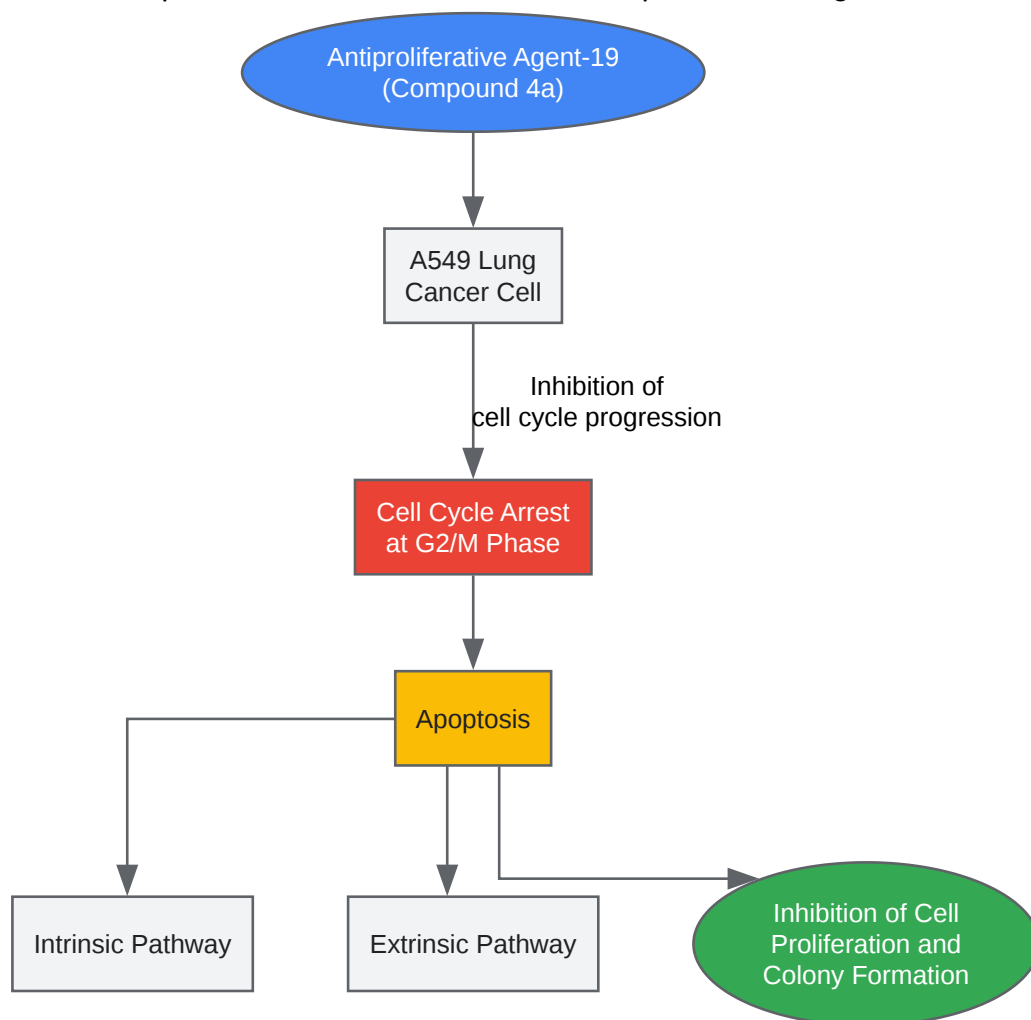 Antiproliferative Agent-19
(Compound 4a)
A549 Lung
Cancer Cell
Inhibition of
cell cycle progression
Cell Cycle Arrest
at G2/M Phase
Apoptosis
Intrinsic Pathway
Extrinsic Pathway
Inhibition of Cell
Proliferation and
Colony Formation